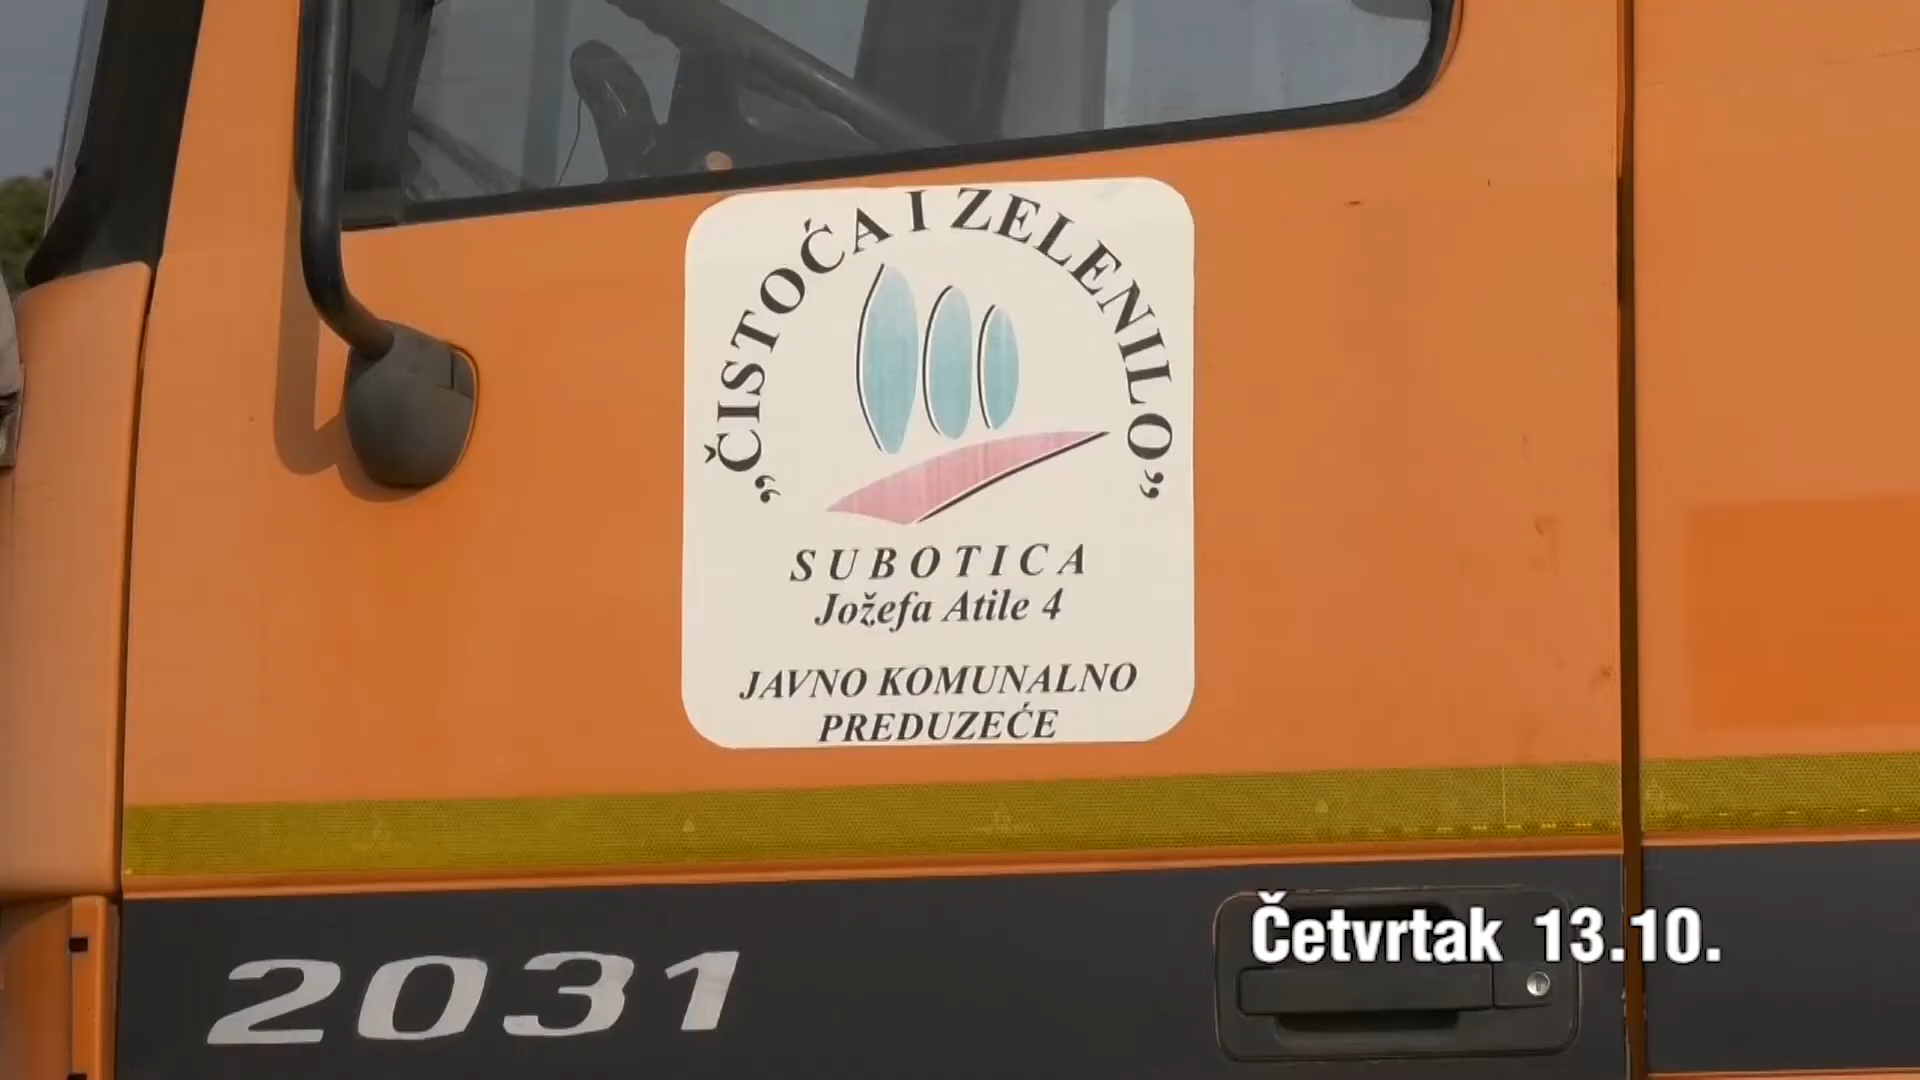 „ČISTOĆA I ZELENILO”
SUBOTICA
Jožefa Atile 4
JAVNO KOMUNALNO
PREDUZEĆE
2031
Četvrtak 13.10.